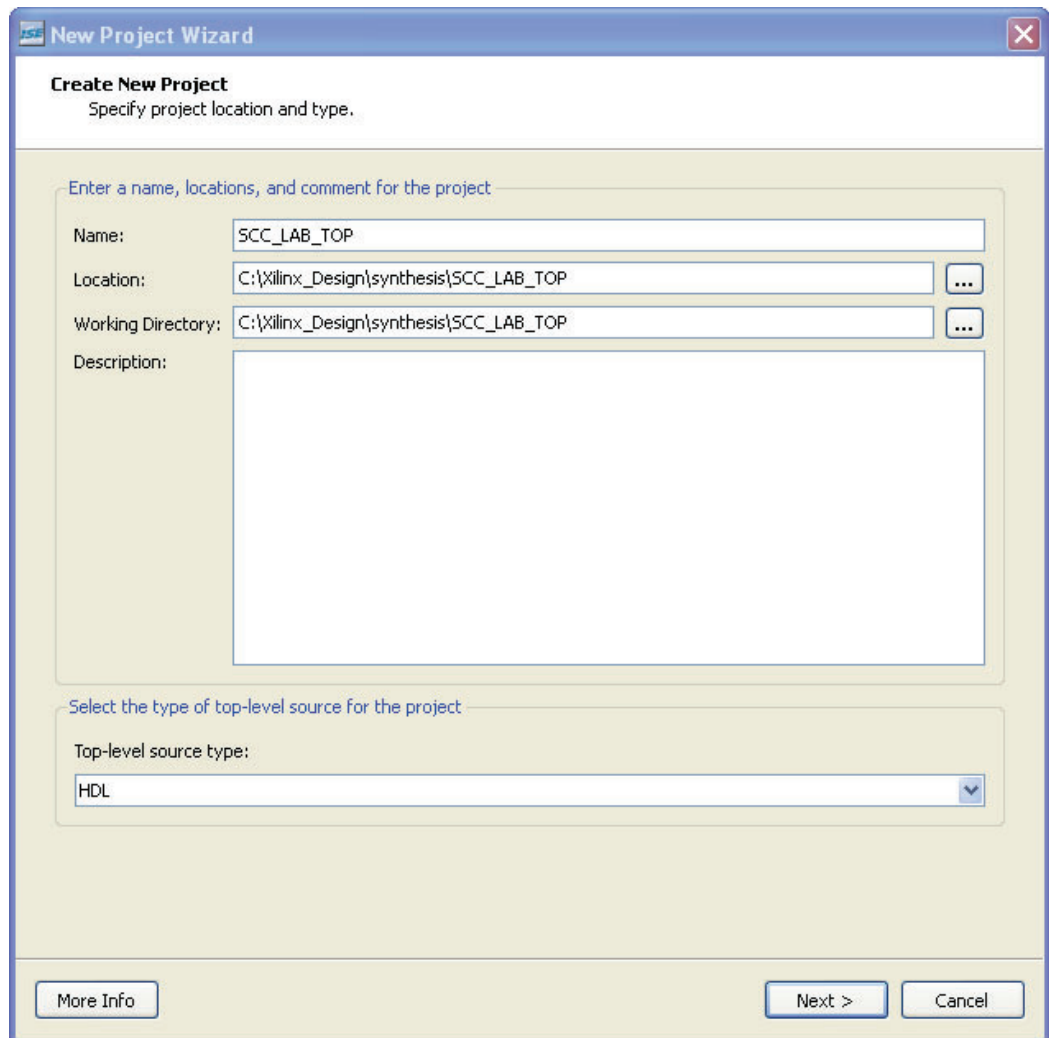 ISE New Project Wizard
Create New Project
Specify project location and type.
Enter a name, locations, and comment for the project
Name: SCC_LAB_TOP
Location: C:\Xilinx_Design\synthesis\SCC_LAB_TOP ...
Working Directory: C:\Xilinx_Design\synthesis\SCC_LAB_TOP ...
Description:
Select the type of top-level source for the project
Top-level source type:
HDL
More Info Next > Cancel